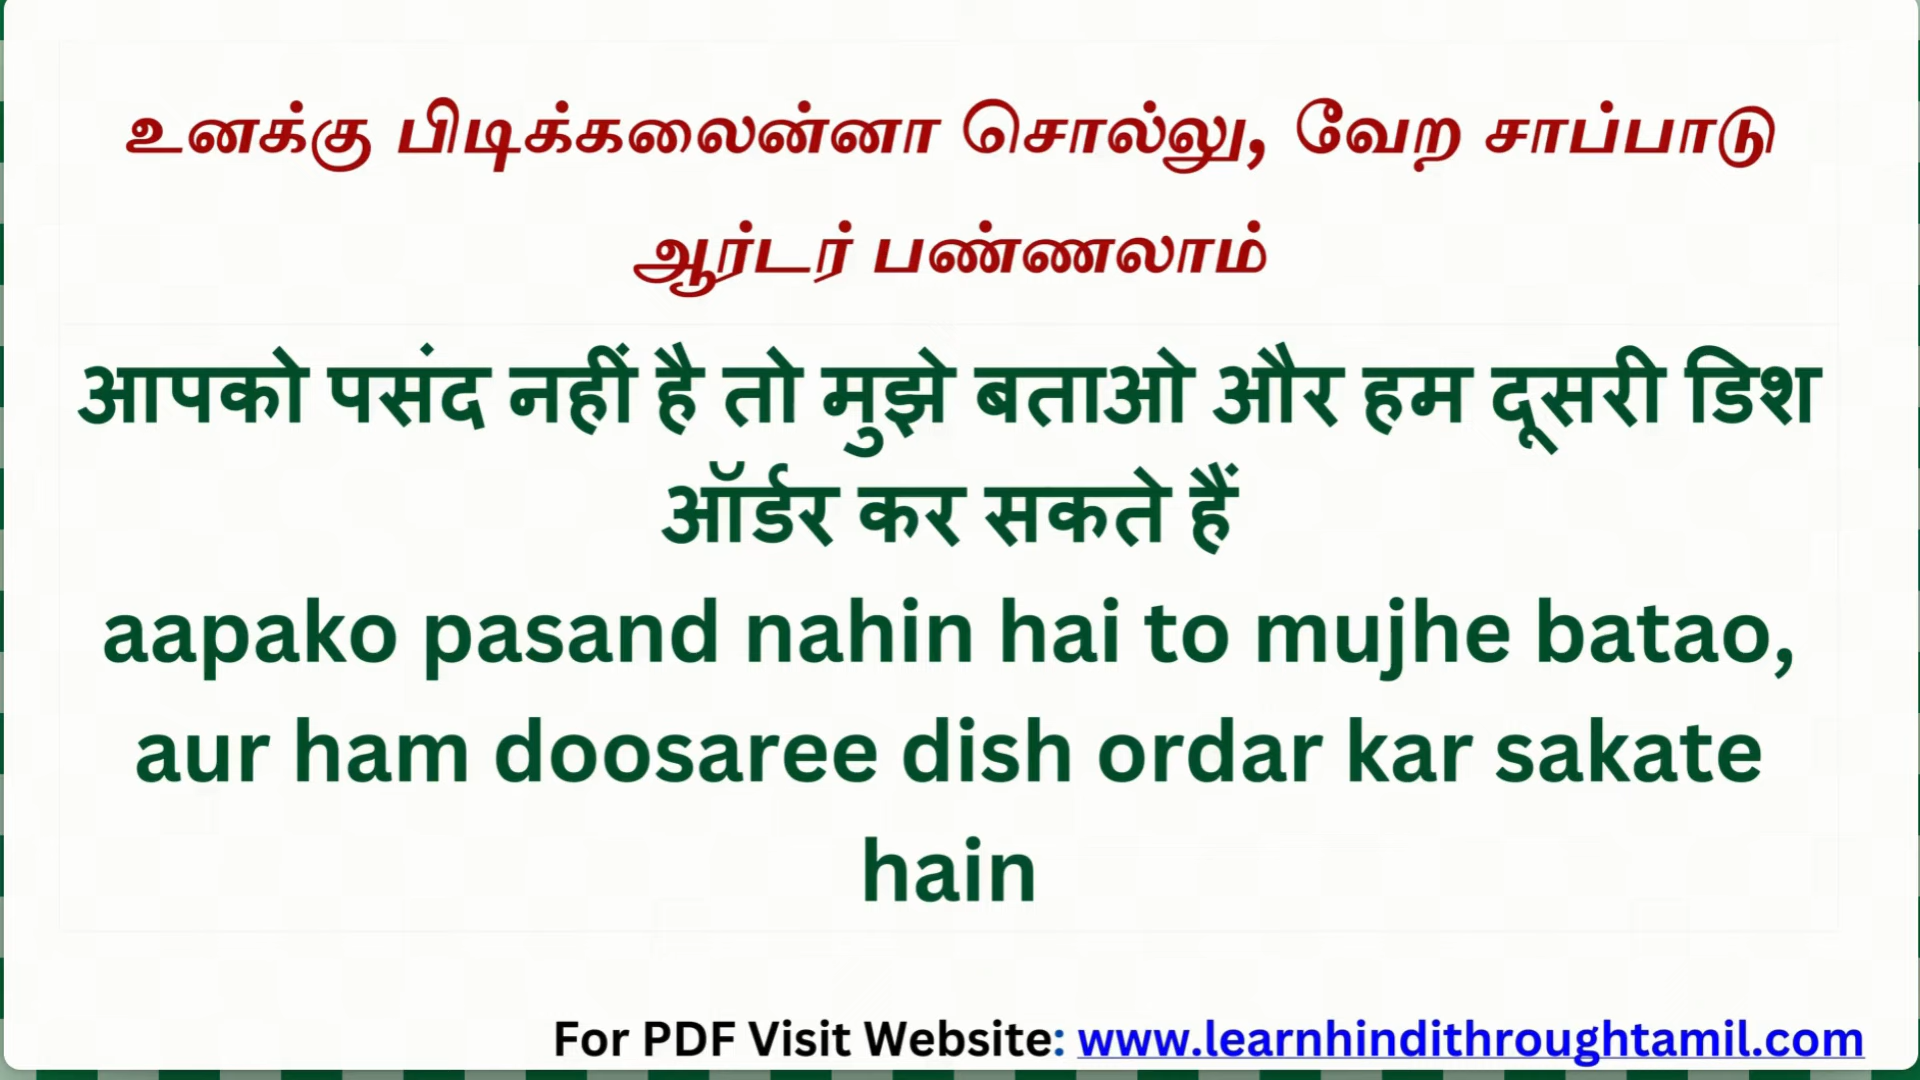 உனக்கு பிடிக்கலைன்னா சொல்லு, வேற சாப்பாடு
ஆர்டர் பண்ணலாம்
आपको पसंद नहीं है तो मुझे बताओ और हम दूसरी डिश
ऑर्डर कर सकते हैं
aapako pasand nahin hai to mujhe batao,
aur ham doosaree dish ordar kar sakate
hain
For PDF Visit Website: www.learnhindithroughtamil.com